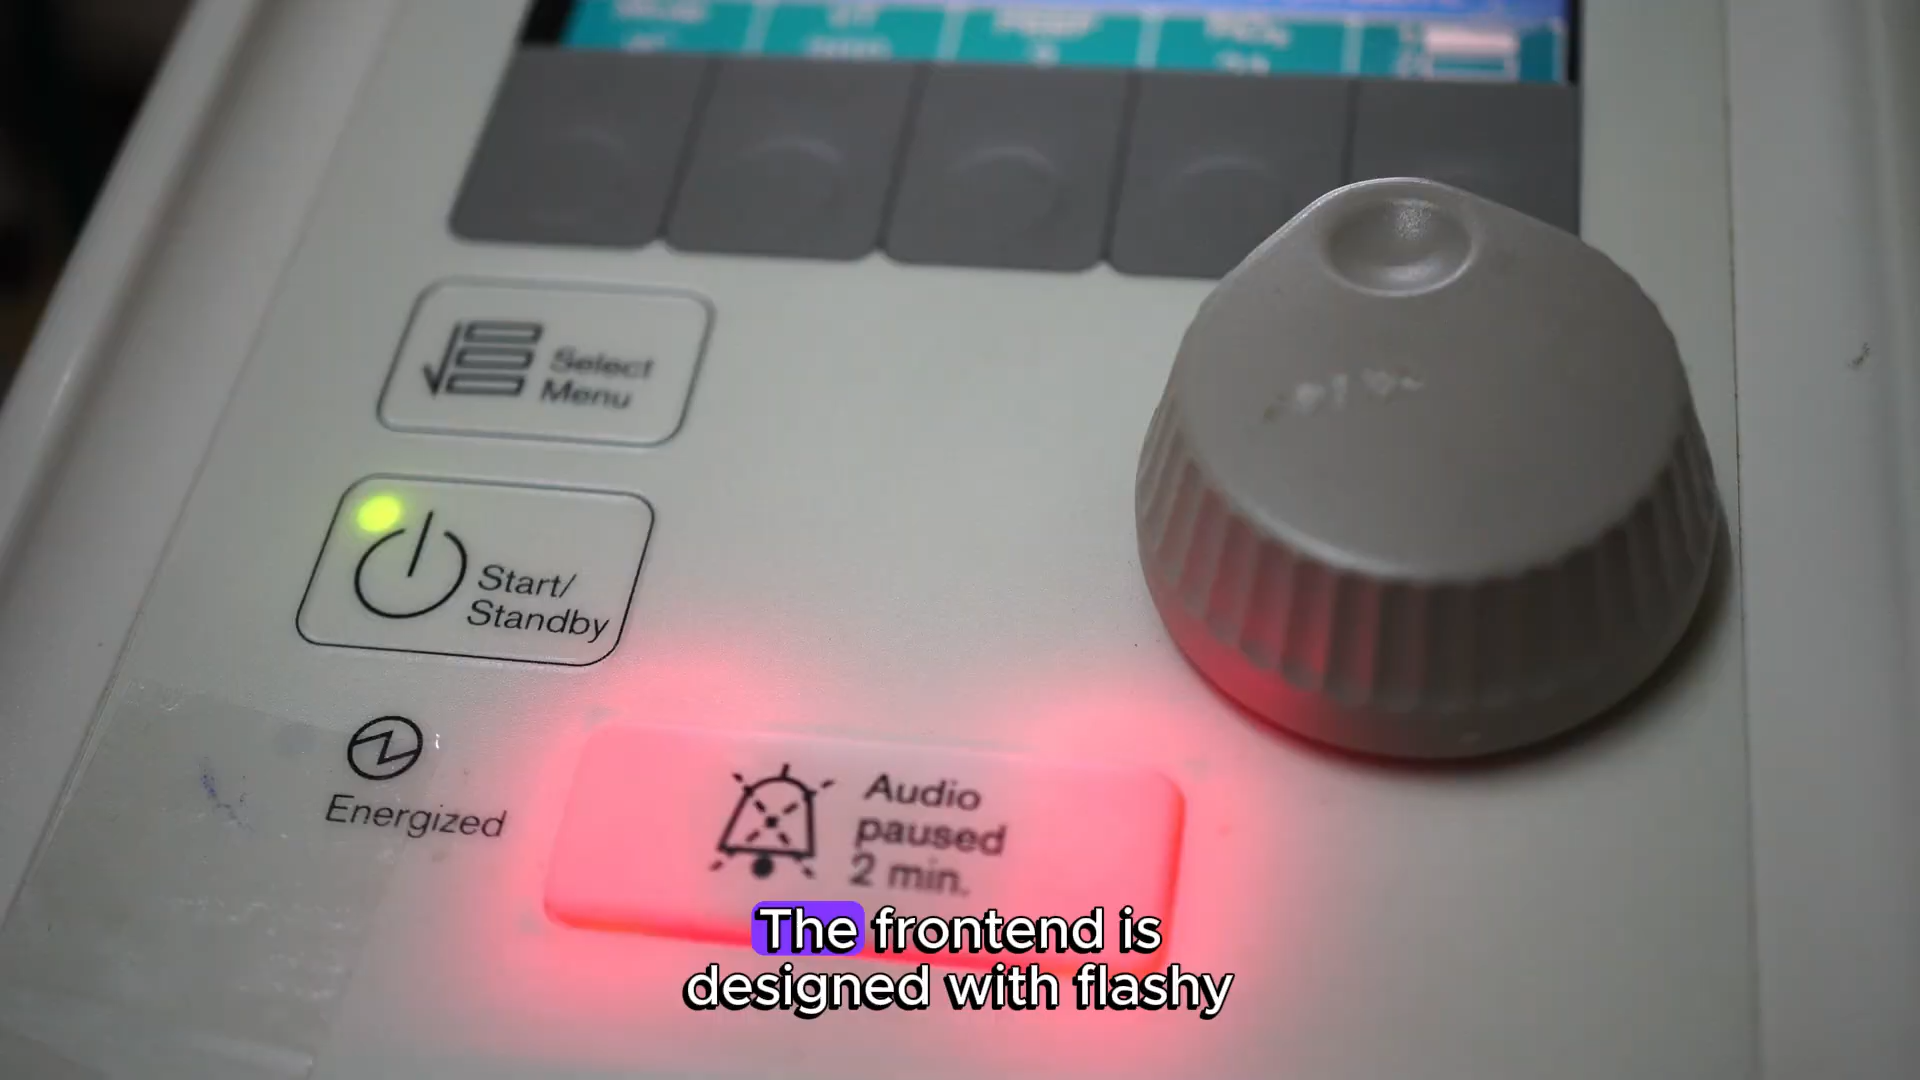 Select
Menu
Start/
Standby
Energized
Audio
paused
2 min.
The frontend is
designed with flashy